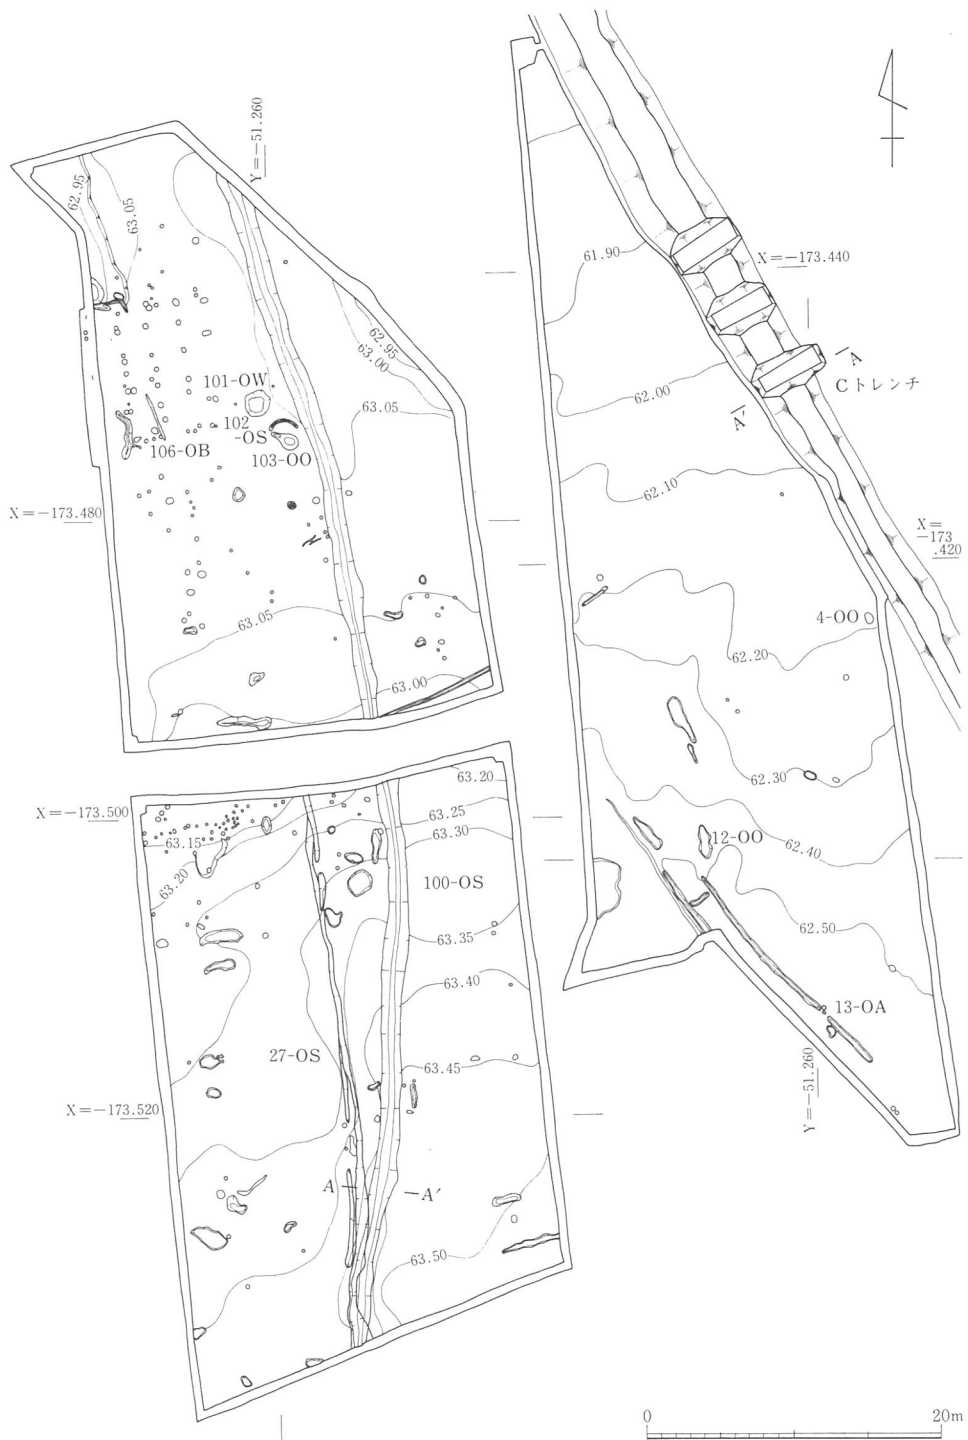 Y=-51.260
62.95
63.05
X=-173.440
61.90
62.95
63.00
A
Cトレンチ
A′
101-OW
62.00
63.05
102
-OS
106-OB
103-OO
62.10
X=-173.480
X=
-173
.420
63.05
4-OO
62.20
63.00
62.30
63.20
X=-173.500
63.25
63.15
63.30
12-OO
62.40
63.20
100-OS
62.50
63.35
63.40
13-OA
27-OS
63.45
Y=-51.260
X=-173.520
A
A′
63.50
0
20m